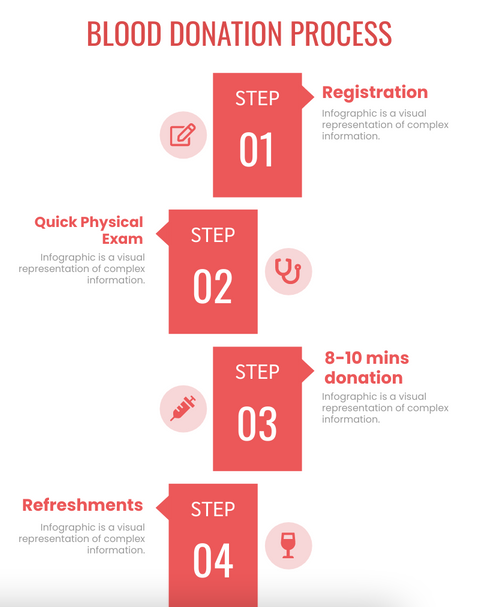 BLOOD DONATION PROCESS
STEP
01
Registration
Infographic is a visual
representation of complex
information.
Quick Physical
Exam
Infographic is a visual
representation of complex
information.
STEP
02
STEP
03
8-10 mins
donation
Infographic is a visual
representation of complex
information.
Refreshments
Infographic is a visual
representation of complex
information.
STEP
04